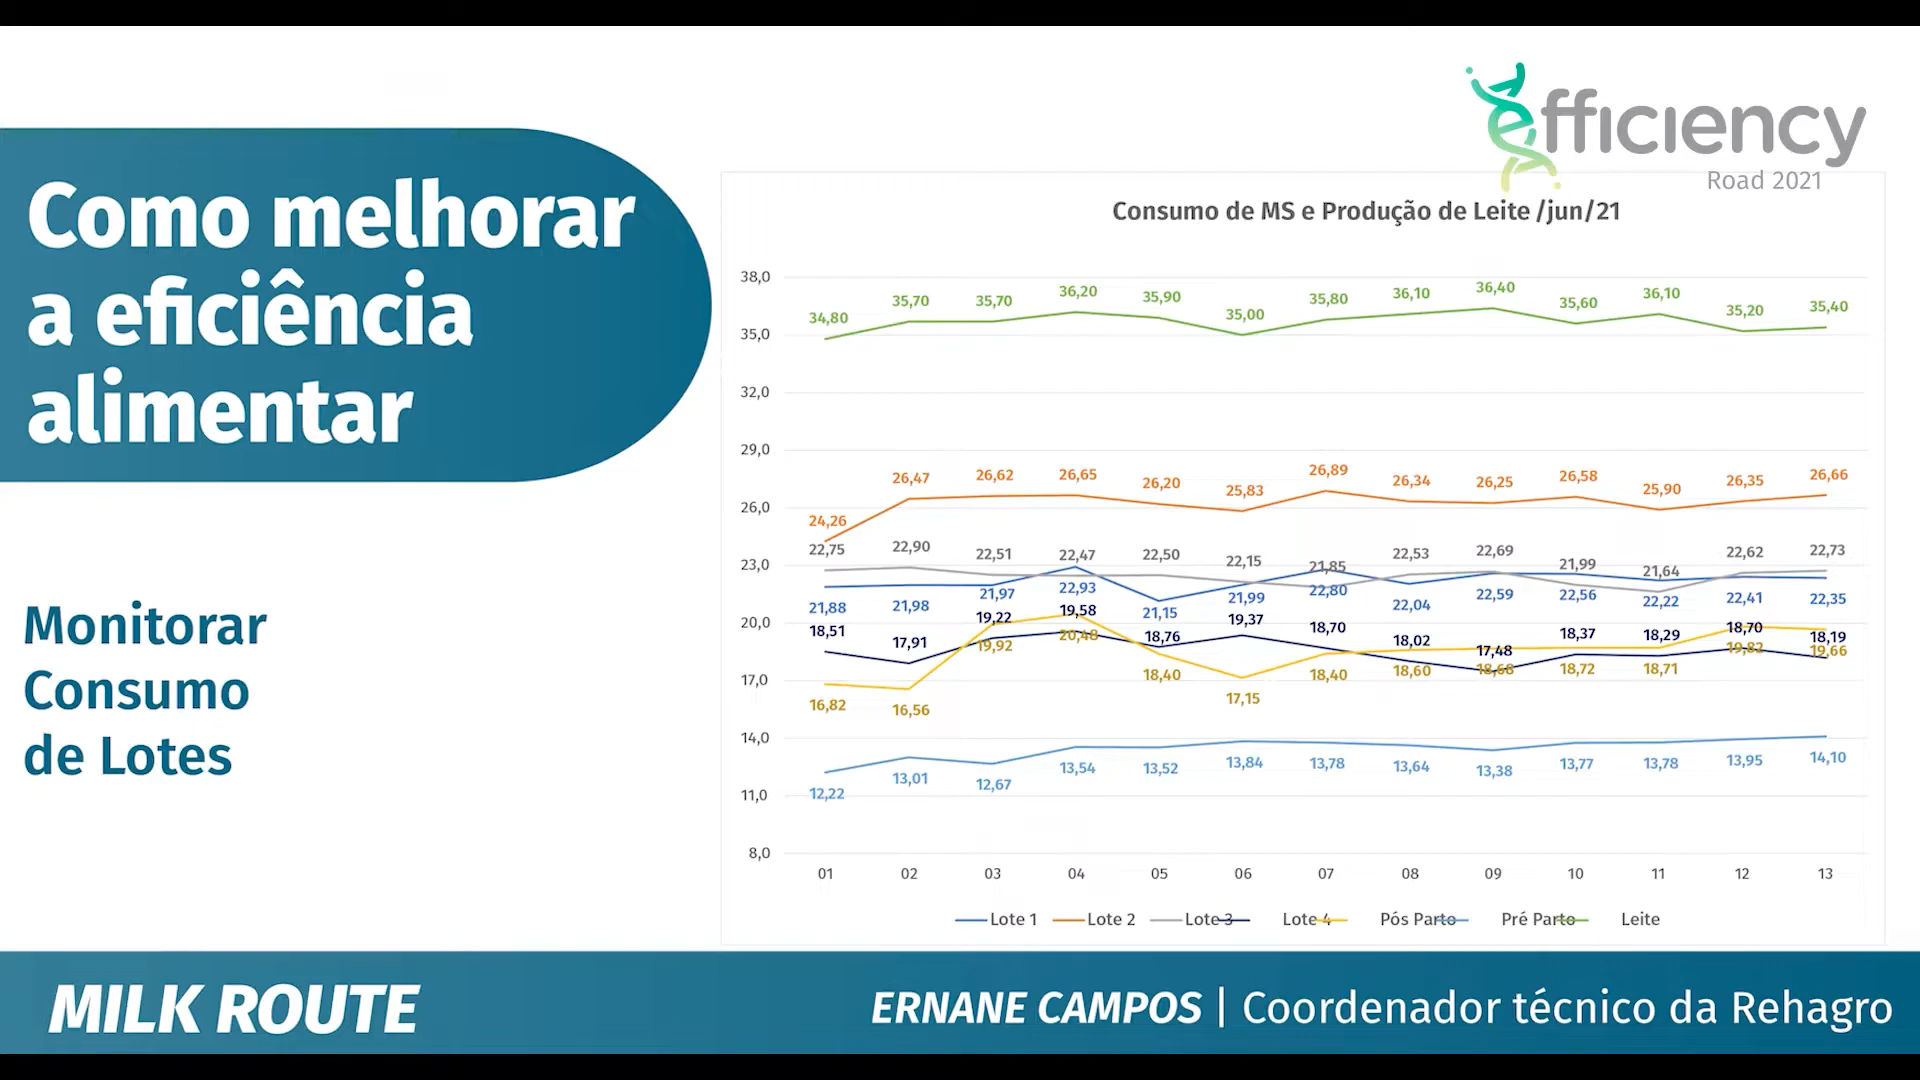 efficiency
Road 2021
Como melhorar
a eficiência
alimentar
Monitorar
Consumo
de Lotes
Consumo de MS e Produção de Leite /jun/21
38,0
35,0
32,0
29,0
26,0
23,0
20,0
17,0
14,0
11,0
8,0
34,80 35,70 35,70 36,20 35,90 35,00 35,80 36,10 36,40 35,60 36,10 35,20 35,40
24,26 26,47 26,62 26,65 26,20 25,83 26,89 26,34 26,25 26,58 25,90 26,35 26,66
22,75 22,90 22,51 22,47 22,50 22,15 21,85 22,53 22,69 21,99 21,64 22,62 22,73
21,88 21,98 21,97 22,93 21,15 21,99 22,80 22,04 22,59 22,56 22,22 22,41 22,35
18,51 17,91 19,22 19,58 18,76 19,37 18,70 18,02 17,48 18,37 18,29 18,70 18,19
16,82 16,56 19,92 20,48 18,40 17,15 18,40 18,60 18,68 18,72 18,71 19,82 19,66
12,22 13,01 12,67 13,54 13,52 13,84 13,78 13,64 13,38 13,77 13,78 13,95 14,10
01 02 03 04 05 06 07 08 09 10 11 12 13
Lote 1 Lote 2 Lote 3 Lote 4 Pós Parto Pré Parto Leite
MILK ROUTE
ERNANE CAMPOS | Coordenador técnico da Rehagro